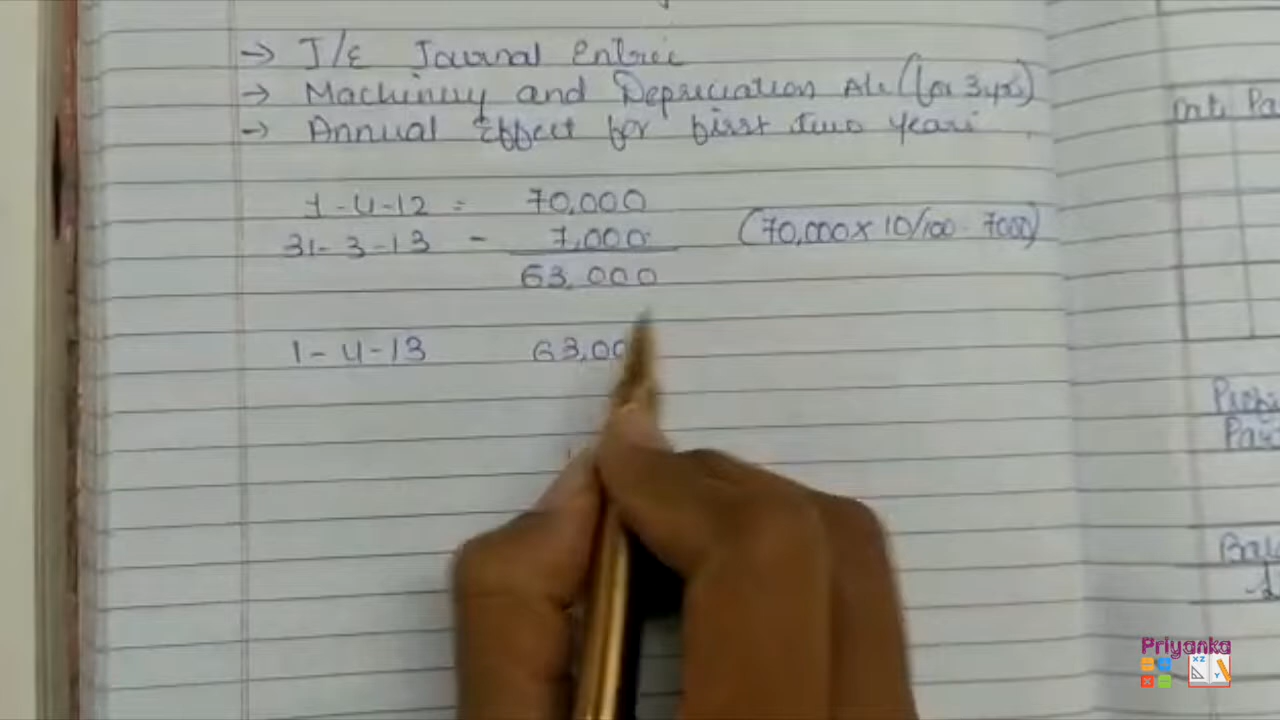 → J/E Journal Entrie
→ Machinery and Depreciation A/c (for 3 yrs)
→ Annual Effect for first two years
1-4-12 = 70,000
31-3-13 - 7,000 (70,000 x 10/100 - 7000)
63,000
1-4-13 63,00
Priyanka